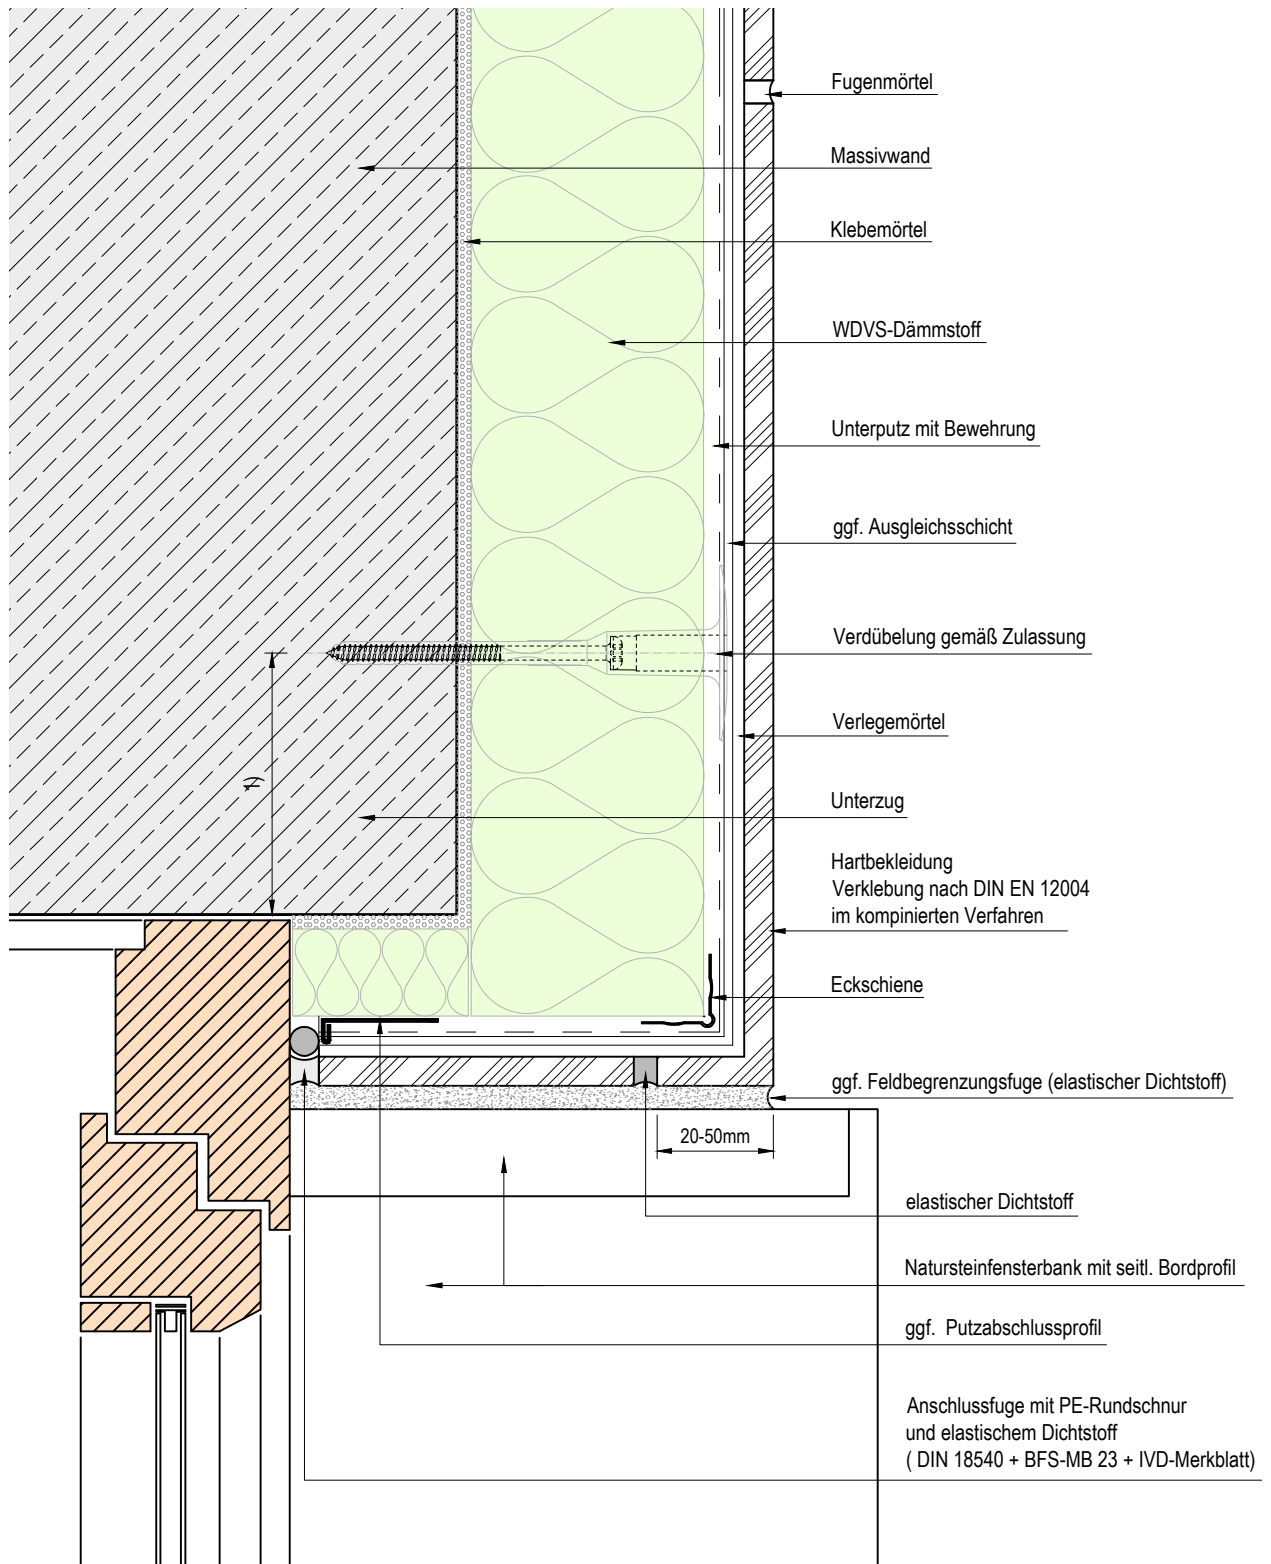 Fugenmörtel
Massivwand
Klebemörtel
WDVS-Dämmstoff
Unterputz mit Bewehrung
ggf. Ausgleichsschicht
Verdübelung gemäß Zulassung
Verlegemörtel
1)
Unterzug
Hartbekleidung
Verklebung nach DIN EN 12004
im kompinierten Verfahren
Eckschiene
ggf. Feldbegrenzungsfuge (elastischer Dichtstoff)
20-50mm
elastischer Dichtstoff
Natursteinfensterbank mit seitl. Bordprofil
ggf. Putzabschlussprofil
Anschlussfuge mit PE-Rundschnur
und elastischem Dichtstoff
( DIN 18540 + BFS-MB 23 + IVD-Merkblatt)